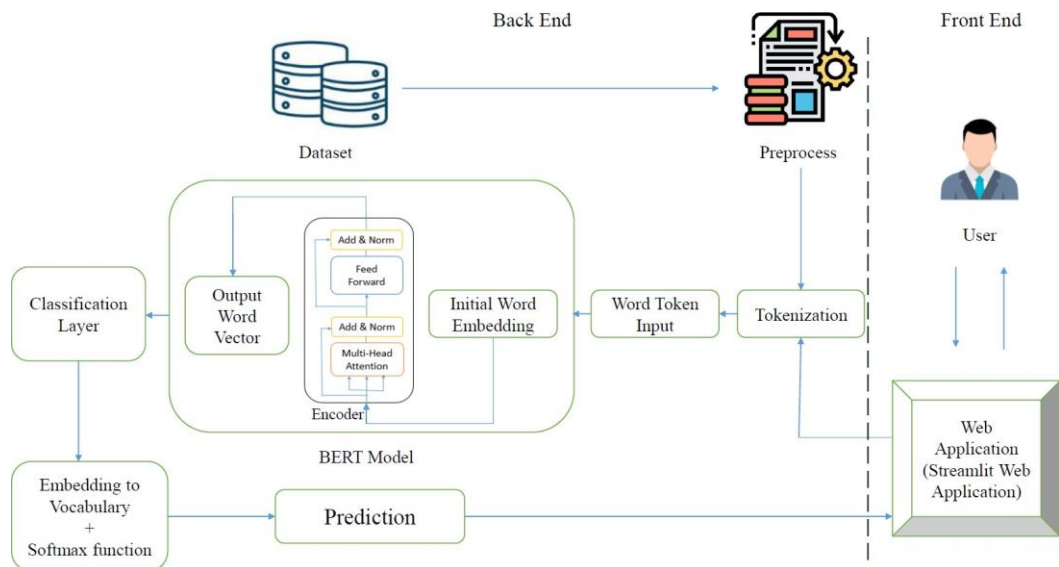 Back End
Front End
Dataset
Preprocess
User
Add & Norm
Feed
Forward
Add & Norm
Multi-Head
Attention
Encoder
Output
Word
Vector
Initial Word
Embedding
Word Token
Input
Tokenization
Classification
Layer
BERT Model
Web
Application
(Streamlit Web
Application)
Embedding to
Vocabulary
+
Softmax function
Prediction